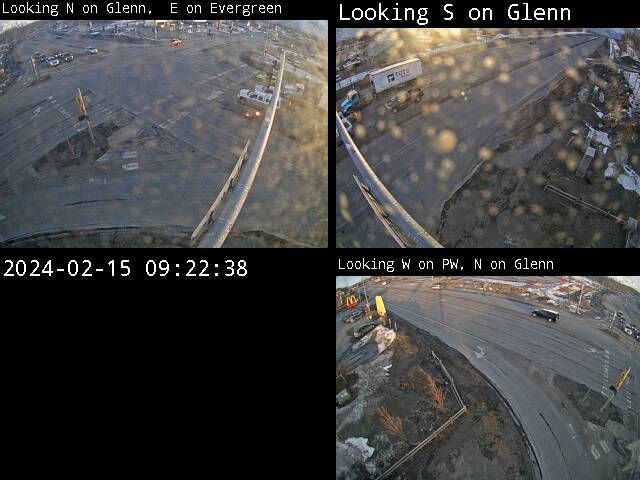 Looking N on Glenn,  E on Evergreen
Looking S on Glenn
2024-02-15 09:22:38
Looking W on PW, N on Glenn